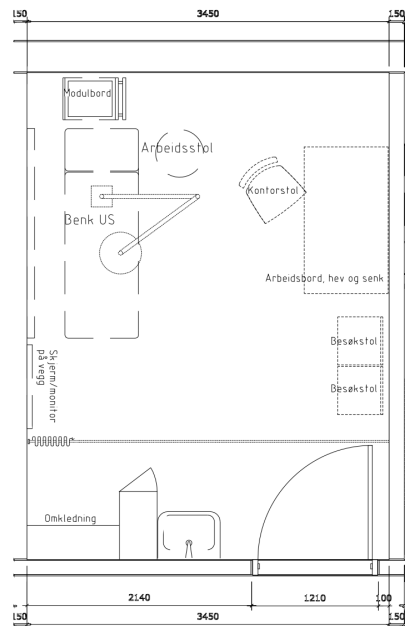 150 3450 150
Modulbord
Arbeidsstol
Kontorstol
Benk US
Arbeidsbord, hev og senk
Besøkstol
Skjerm/monitor
på vegg
Besøkstol
Omkledning
2140 1210 100
150 3450 150